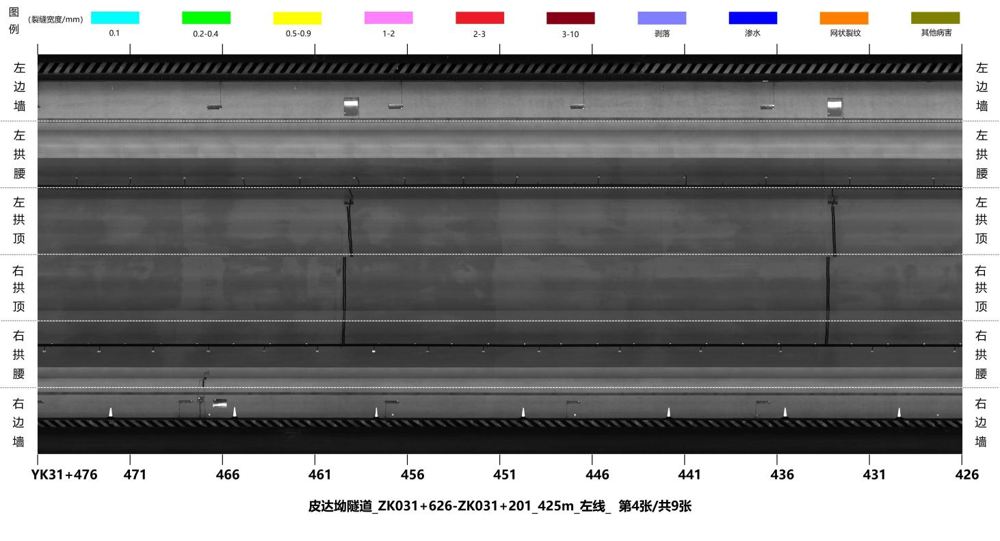 图例
(裂缝宽度/mm)
0.1
0.2-0.4
0.5-0.9
1-2
2-3
3-10
剥落
渗水
网状裂纹
其他病害
左边墙
左边墙
左拱腰
左拱腰
左拱顶
左拱顶
右拱顶
右拱顶
右拱腰
右拱腰
右边墙
右边墙
YK31+476 471 466 461 456 451 446 441 436 431 426
皮达坳隧道_ZK031+626-ZK031+201_425m_左线_ 第4张/共9张